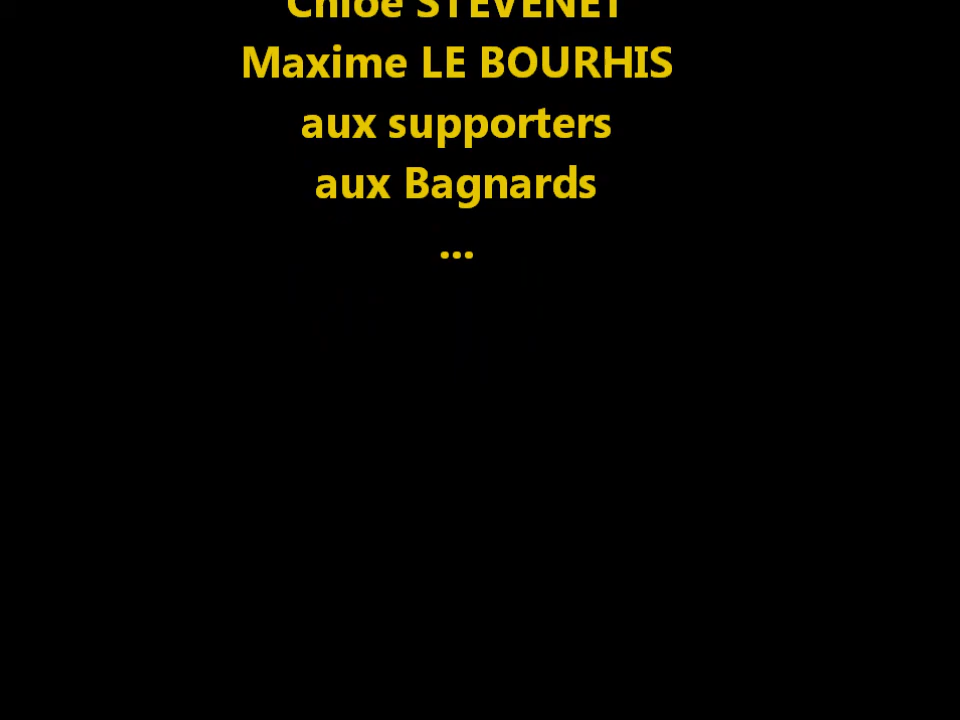 Chloé STEVENET
Maxime LE BOURHIS
aux supporters
aux Bagnards
...